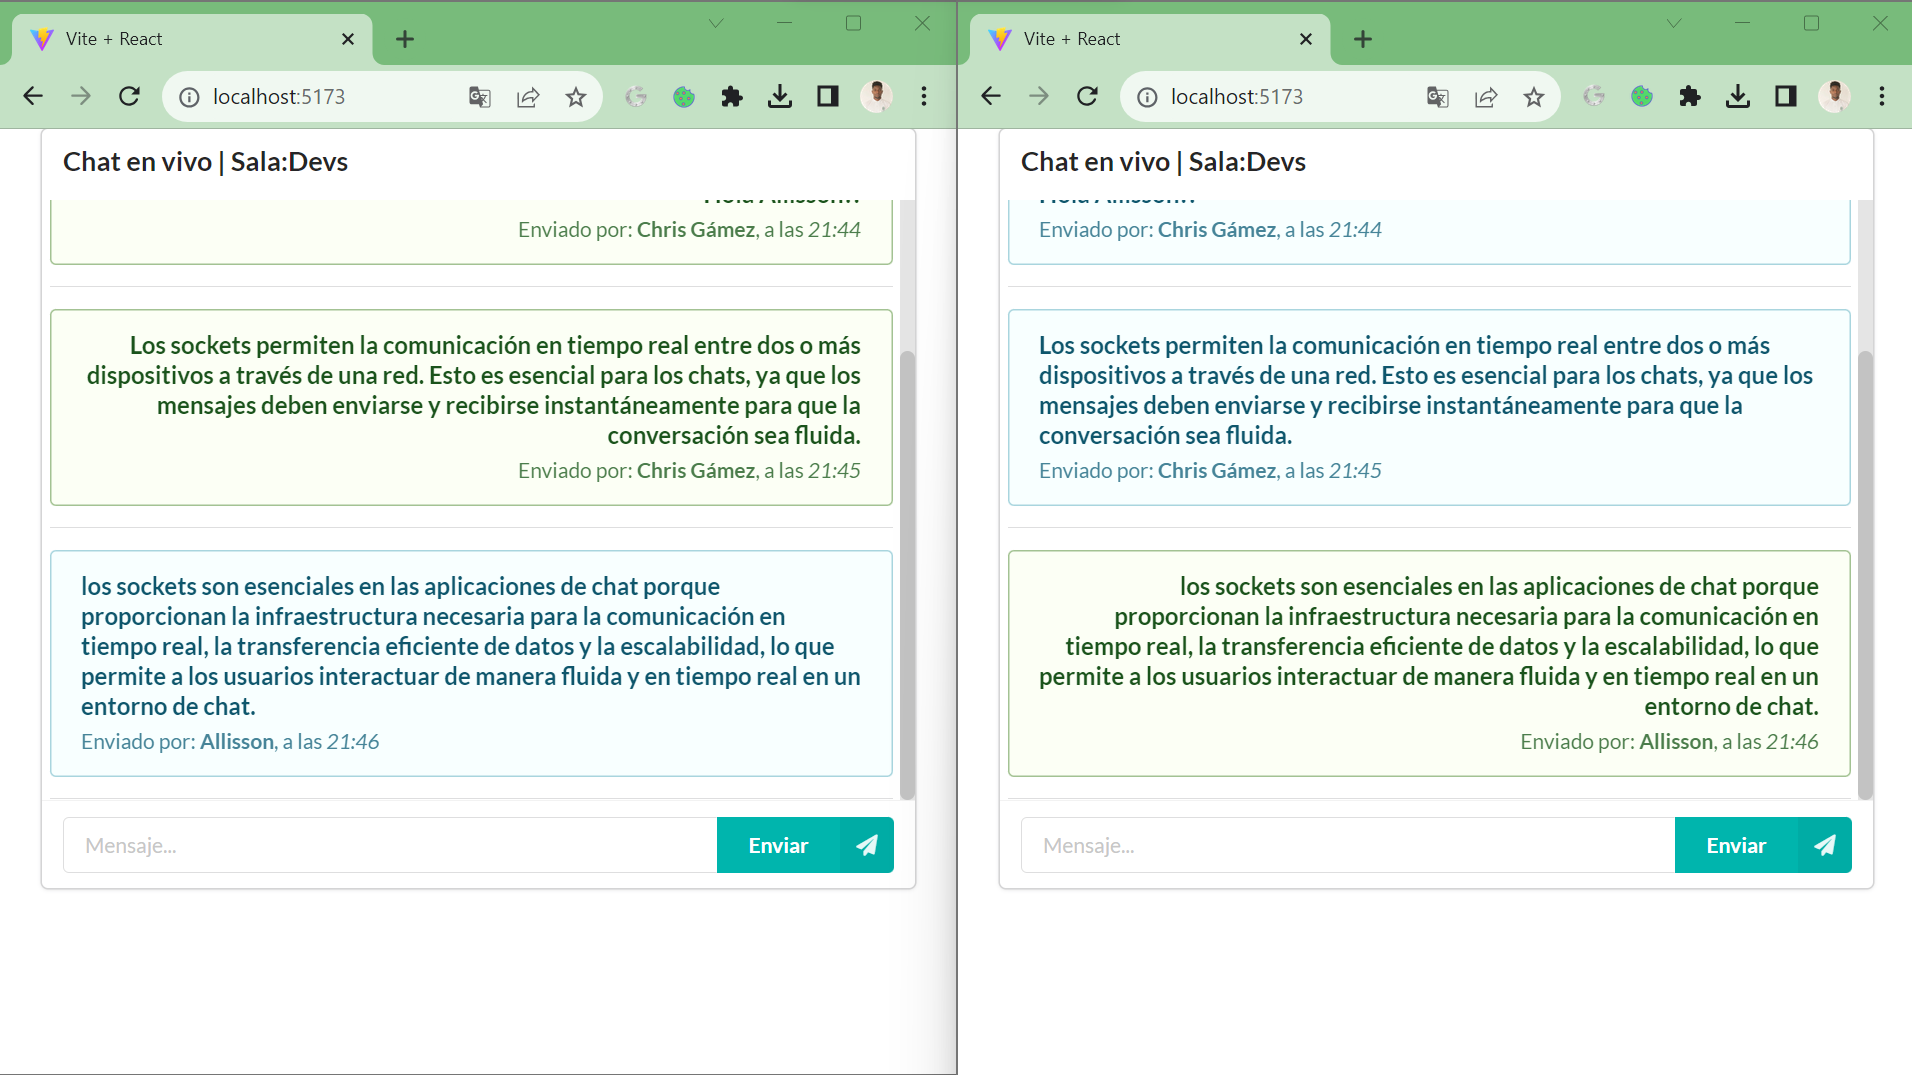 Vite + React
localhost:5173
Chat en vivo | Sala:Devs
Enviado por: Chris Gámez, a las 21:44
Los sockets permiten la comunicación en tiempo real entre dos o más
dispositivos a través de una red. Esto es esencial para los chats, ya que los
mensajes deben enviarse y recibirse instantáneamente para que la
conversación sea fluida.
Enviado por: Chris Gámez, a las 21:45
los sockets son esenciales en las aplicaciones de chat porque
proporcionan la infraestructura necesaria para la comunicación en
tiempo real, la transferencia eficiente de datos y la escalabilidad, lo que
permite a los usuarios interactuar de manera fluida y en tiempo real en un
entorno de chat.
Enviado por: Allisson, a las 21:46
Mensaje...
Enviar
Vite + React
localhost:5173
Chat en vivo | Sala:Devs
Enviado por: Chris Gámez, a las 21:44
Los sockets permiten la comunicación en tiempo real entre dos o más
dispositivos a través de una red. Esto es esencial para los chats, ya que los
mensajes deben enviarse y recibirse instantáneamente para que la
conversación sea fluida.
Enviado por: Chris Gámez, a las 21:45
los sockets son esenciales en las aplicaciones de chat porque
proporcionan la infraestructura necesaria para la comunicación en
tiempo real, la transferencia eficiente de datos y la escalabilidad, lo que
permite a los usuarios interactuar de manera fluida y en tiempo real en un
entorno de chat.
Enviado por: Allisson, a las 21:46
Mensaje...
Enviar